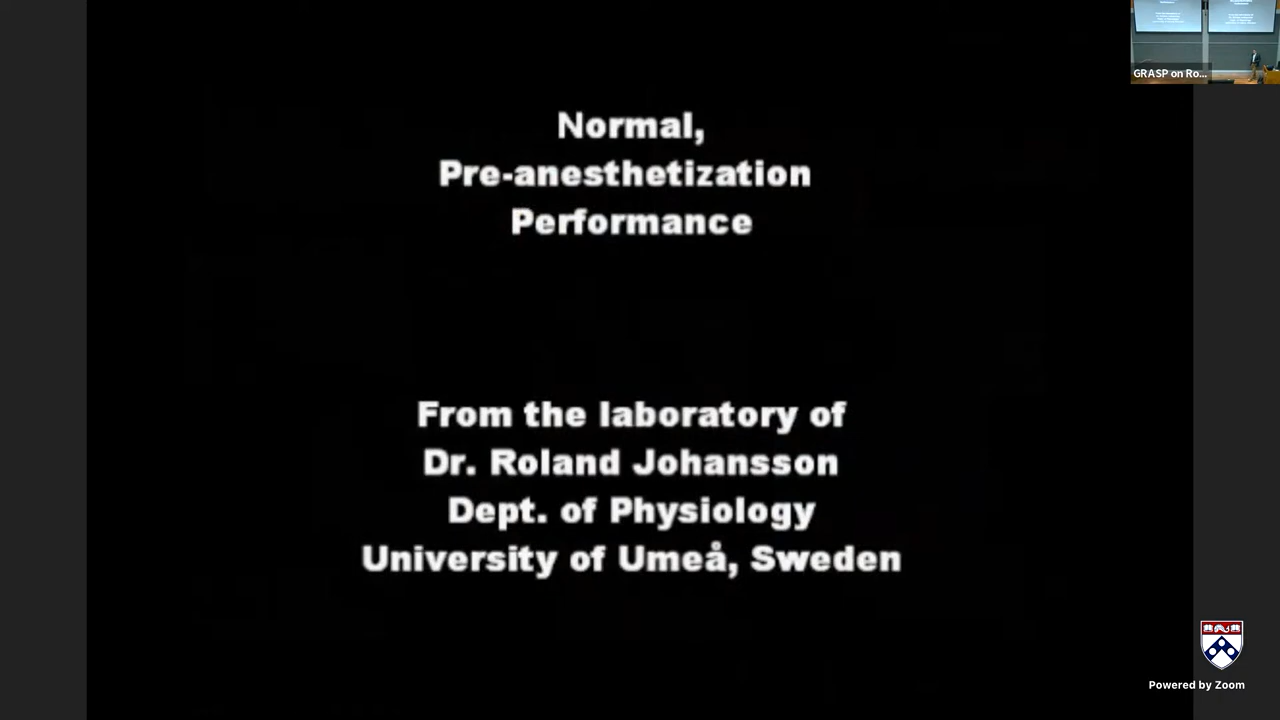 Normal,
Pre-anesthetization
Performance
From the laboratory of
Dr. Roland Johansson
Dept. of Physiology
University of Umeå, Sweden
GRASP on Ro...
Powered by Zoom